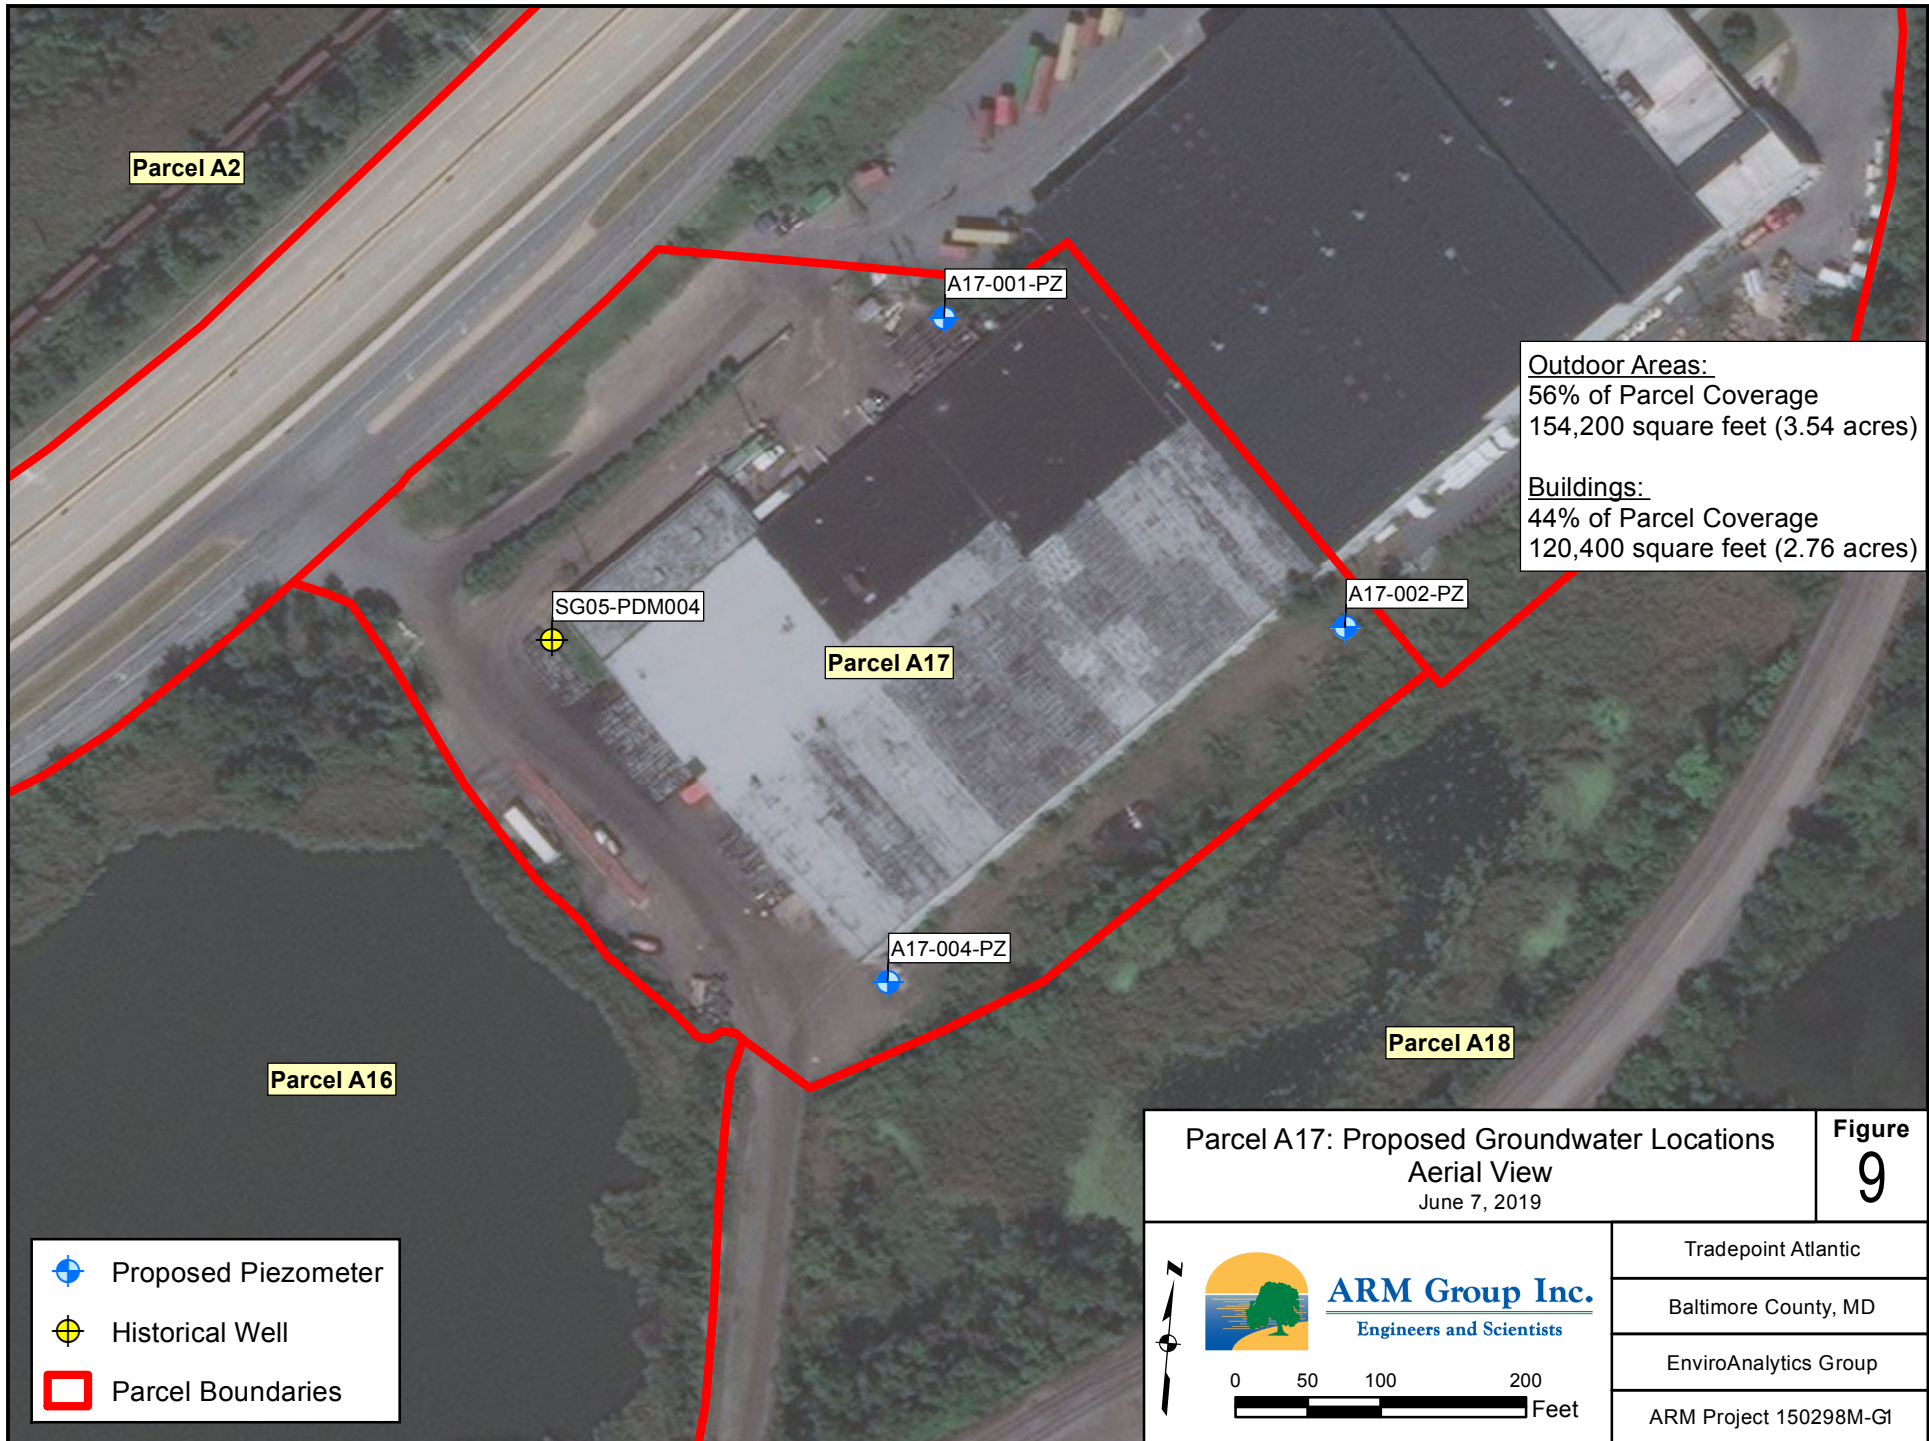 Parcel A2
A17-001-PZ
Outdoor Areas:
56% of Parcel Coverage
154,200 square feet (3.54 acres)
Buildings:
44% of Parcel Coverage
120,400 square feet (2.76 acres)
A17-002-PZ
SG05-PDM004
Parcel A17
A17-004-PZ
Parcel A18
Parcel A16
Proposed Piezometer
Historical Well
Parcel Boundaries
Parcel A17: Proposed Groundwater Locations
Aerial View
June 7, 2019
Figure
9
N
ARM Group Inc.
Engineers and Scientists
0 50 100 200
Feet
Tradepoint Atlantic
Baltimore County, MD
EnviroAnalytics Group
ARM Project 150298M-G1